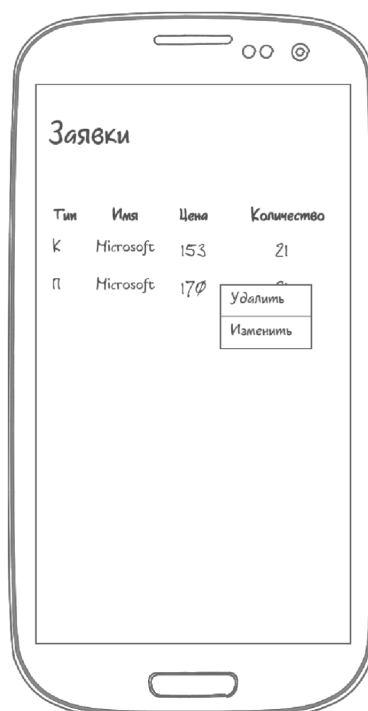 Заявки
Тип Имя Цена Количество
К Microsoft 153 21
П Microsoft 170
Удалить
Изменить